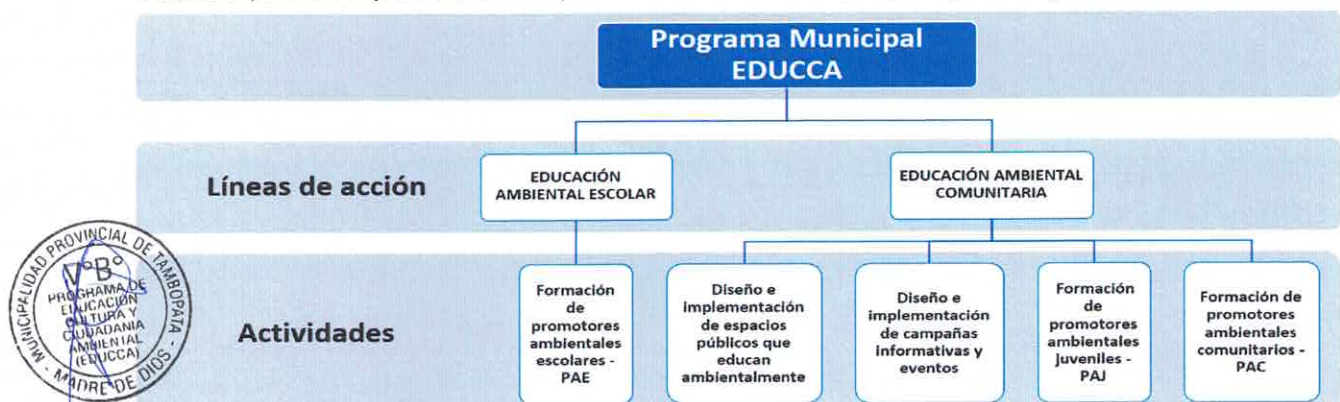 Programa Municipal
EDUCCA
Líneas de acción
EDUCACIÓN
AMBIENTAL ESCOLAR
EDUCACIÓN AMBIENTAL
COMUNITARIA
Actividades
Formación
de
promotores
ambientales
escolares -
PAE
Diseño e
implementación
de espacios
públicos que
educan
ambientalmente
Diseño e
implementación
de campañas
informativas y
eventos
Formación
de
promotores
ambientales
juveniles -
PAJ
Formación de
promotores
ambientales
comunitarios -
PAC
MUNICIPALIDAD PROVINCIAL DE TAMBOPATA -
V°B°
PROGRAMA DE
EDUCACIÓN
CULTURA Y
CIUDADANIA
AMBIENTAL
(EDUCCA)
- MADRE DE DIOS -